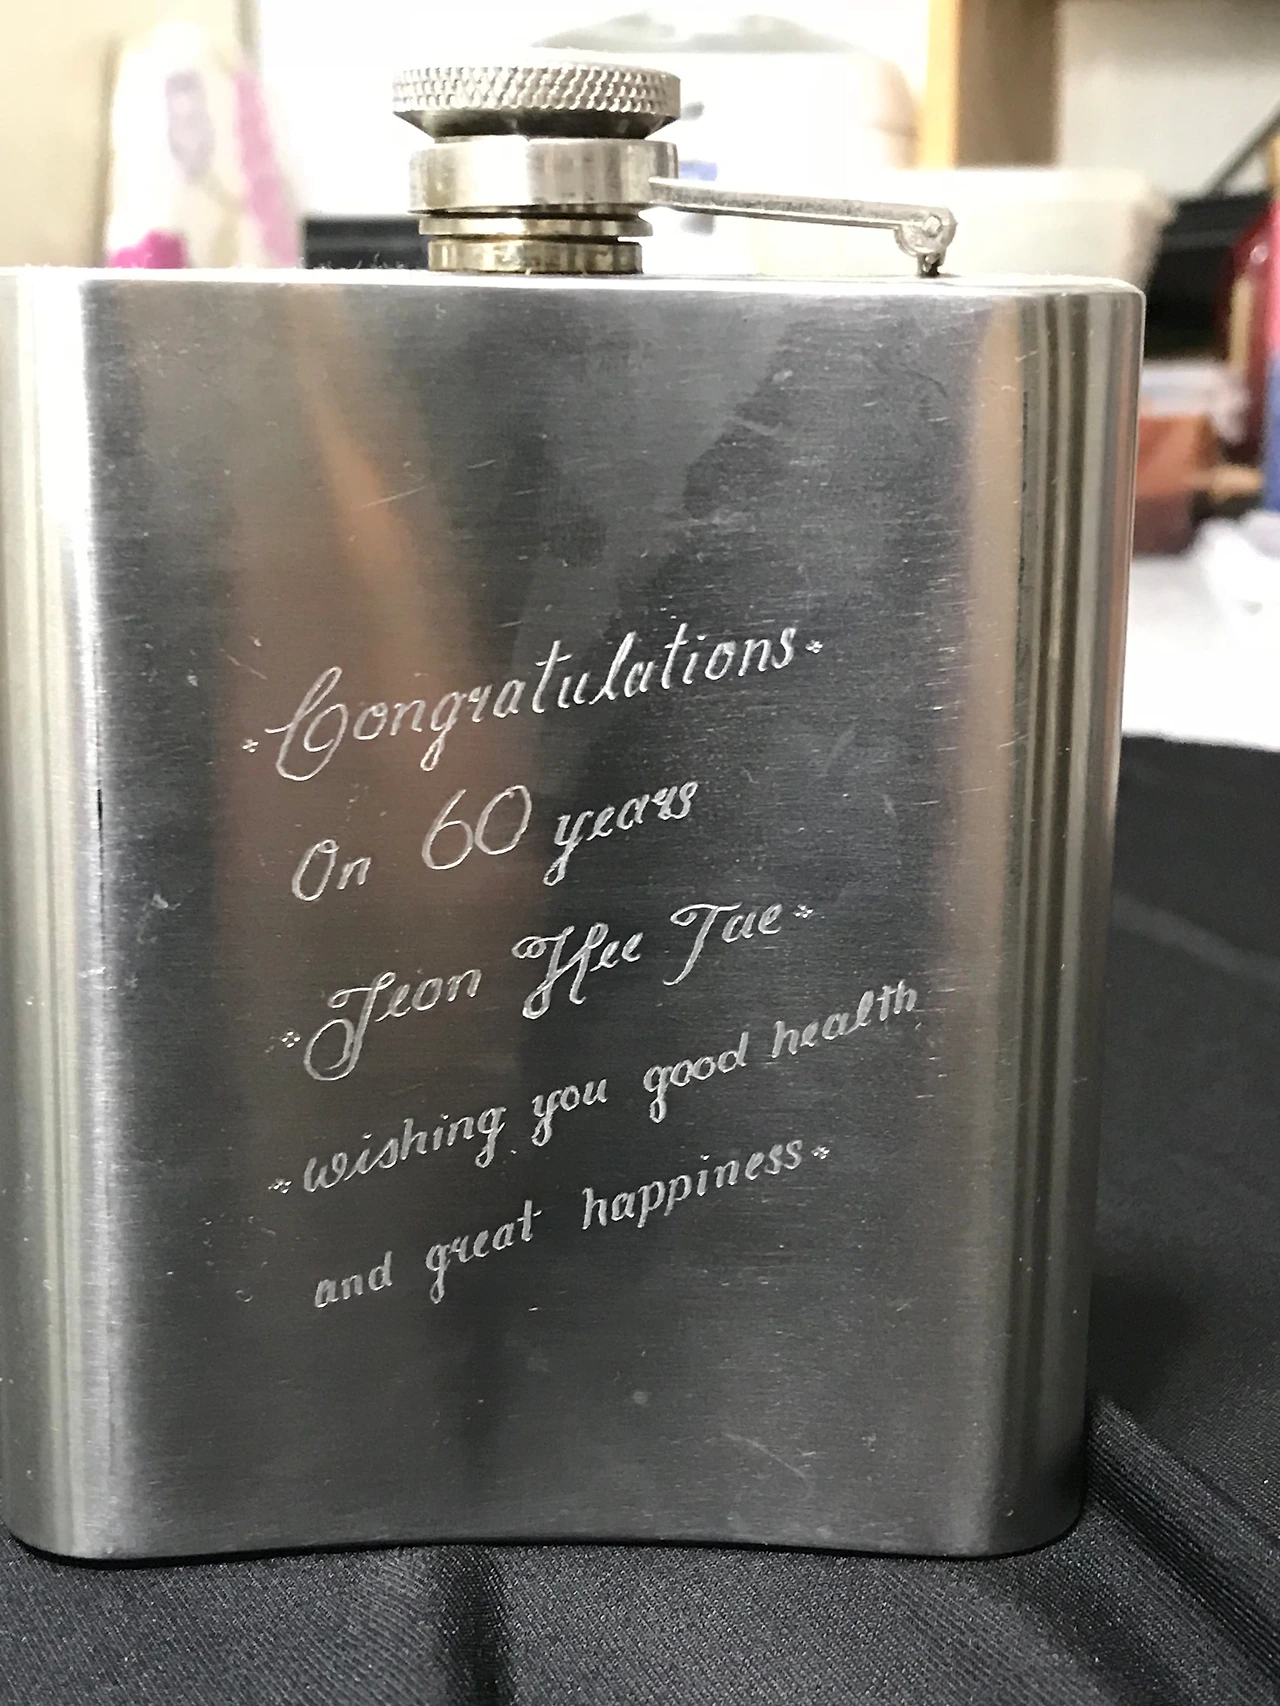 Congratulations
On 60 years
Jeon Hee Tae
wishing you good health
and great happiness